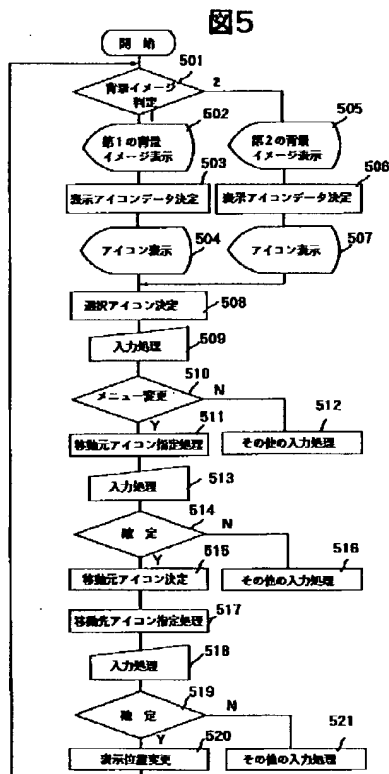 図5
開始
501
背景イメージ
判定
2
502
第1の背景
イメージ表示
505
第2の背景
イメージ表示
503
表示アイコンデータ決定
506
表示アイコンデータ決定
アイコン表示
504
アイコン表示
507
選択アイコン決定
508
入力処理
509
メニュー変更
510
N
Y
511
移動元アイコン指定処理
512
その他の入力処理
入力処理
513
確定
514
N
Y
515
移動元アイコン決定
516
その他の入力処理
移動先アイコン指定処理
517
入力処理
518
確定
519
N
Y
520
表示位置変更
521
その他の入力処理